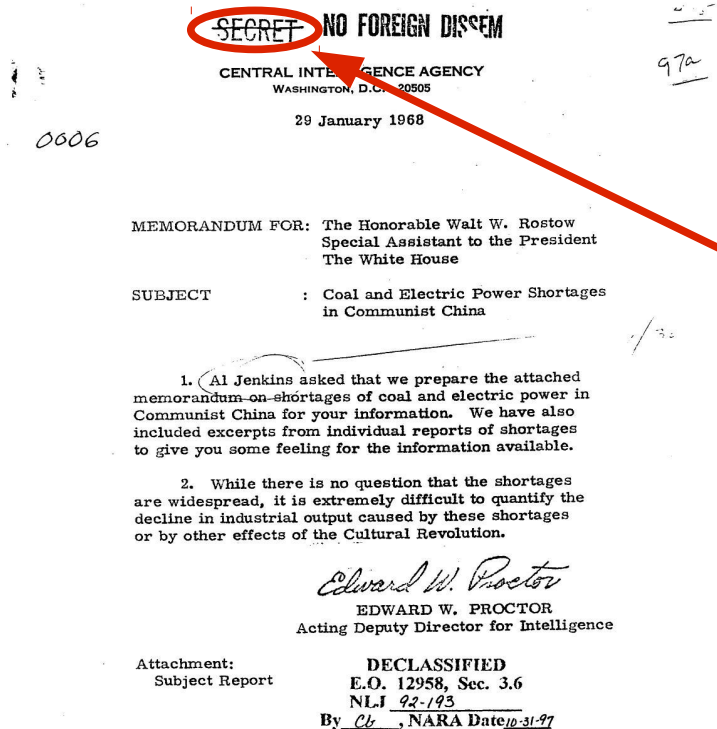 SECRET NO FOREIGN DISSEM
CENTRAL INTELLIGENCE AGENCY
97a
WASHINGTON, D.C. 20505
29 January 1968
0006
MEMORANDUM FOR: The Honorable Walt W. Rostow
Special Assistant to the President
The White House
SUBJECT : Coal and Electric Power Shortages
in Communist China
1. Al Jenkins asked that we prepare the attached
memorandum on shortages of coal and electric power in
Communist China for your information. We have also
included excerpts from individual reports of shortages
to give you some feeling for the information available.
2. While there is no question that the shortages
are widespread, it is extremely difficult to quantify the
decline in industrial output caused by these shortages
or by other effects of the Cultural Revolution.
Edward W. Proctor
EDWARD W. PROCTOR
Acting Deputy Director for Intelligence
Attachment:
Subject Report
DECLASSIFIED
E.O. 12958, Sec. 3.6
NLJ 92-193
By Cb , NARA Date 10-31-97